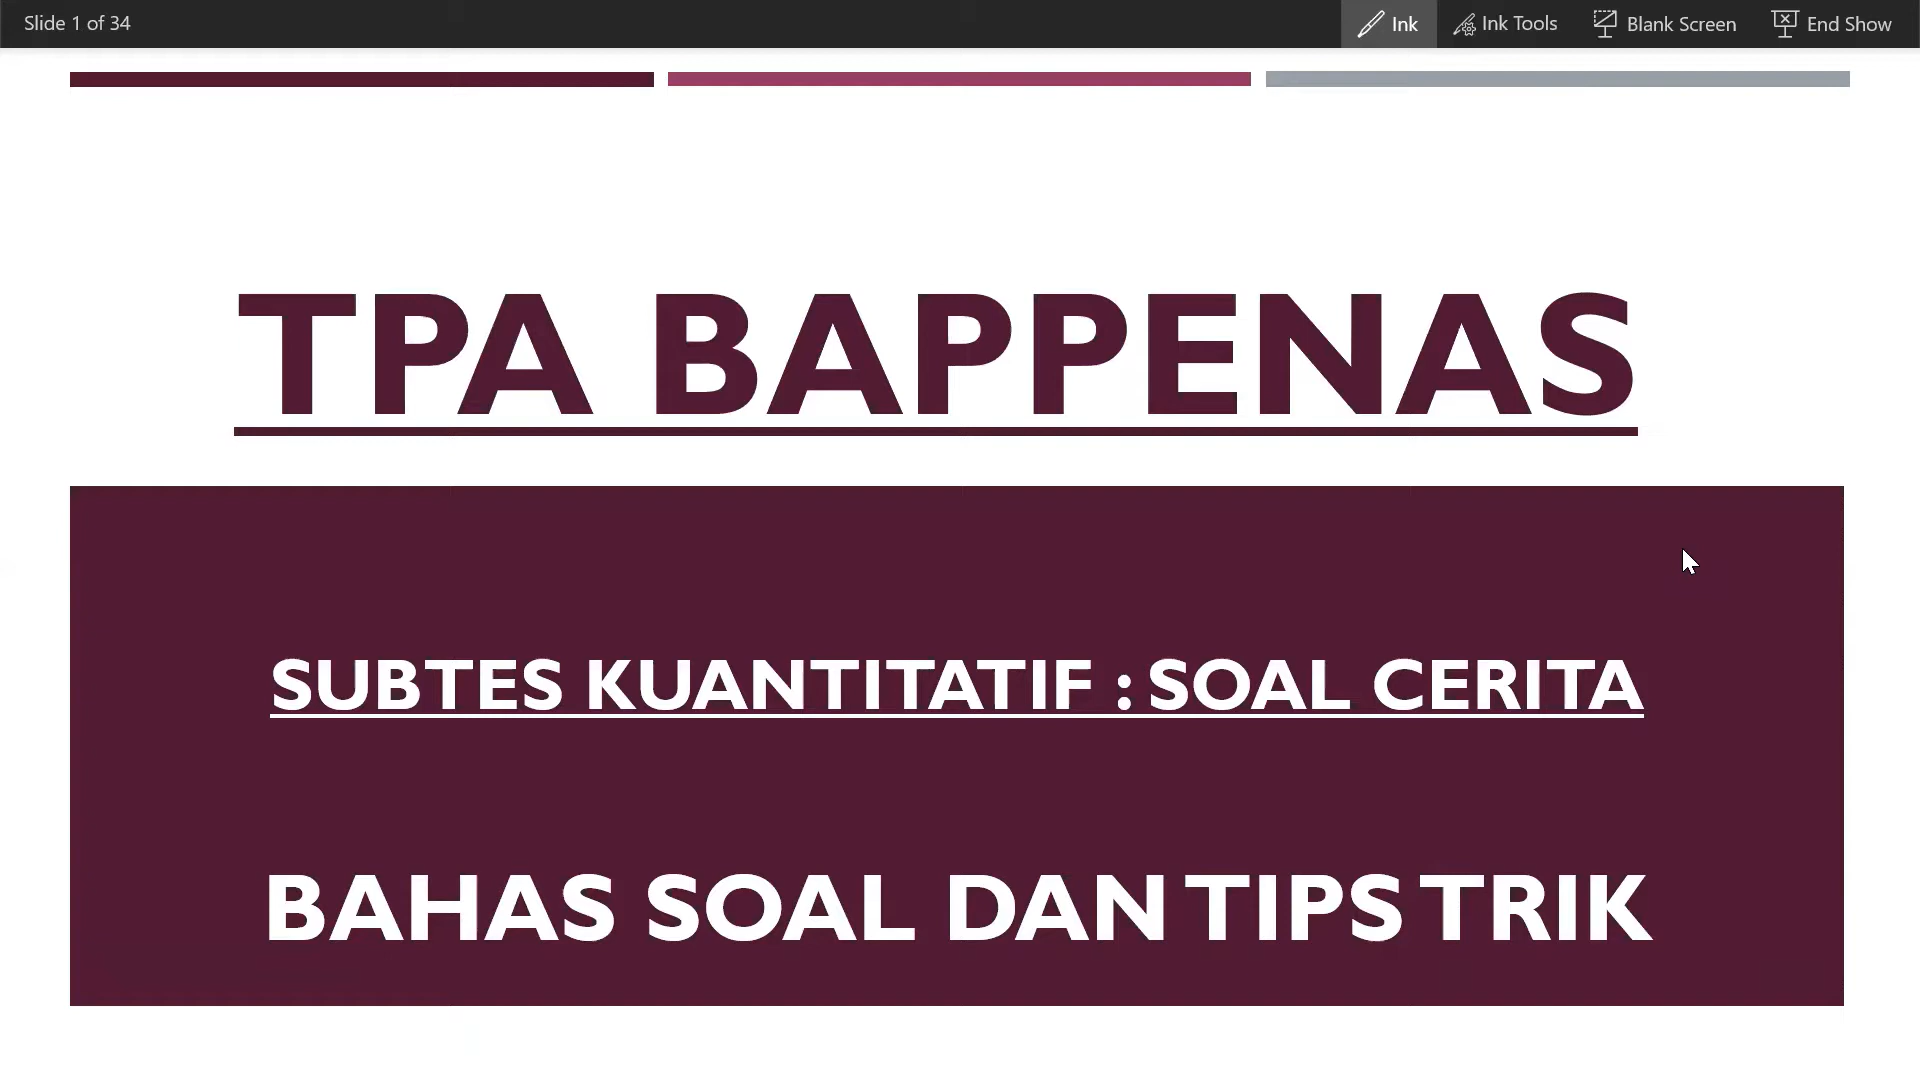 Slide 1 of 34
Ink
Ink Tools
Blank Screen
End Show
TPA BAPPENAS
SUBTES KUANTITATIF : SOAL CERITA
BAHAS SOAL DAN TIPS TRIK